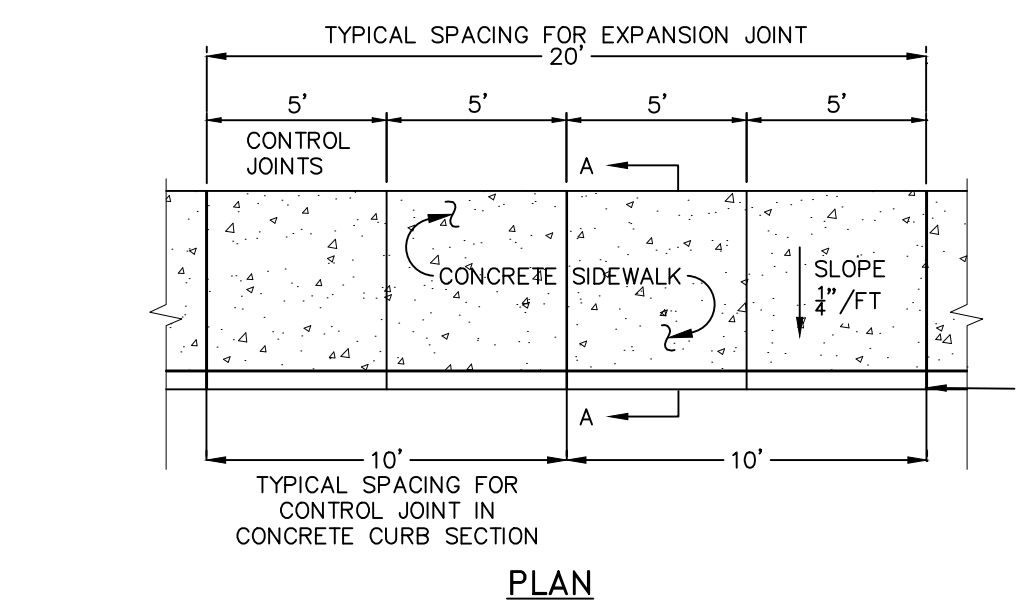 TYPICAL SPACING FOR EXPANSION JOINT
20'
5' 5' 5' 5'
CONTROL
JOINTS
A
CONCRETE SIDEWALK
SLOPE
1/4"/FT
A
10' 10'
TYPICAL SPACING FOR
CONTROL JOINT IN
CONCRETE CURB SECTION
PLAN